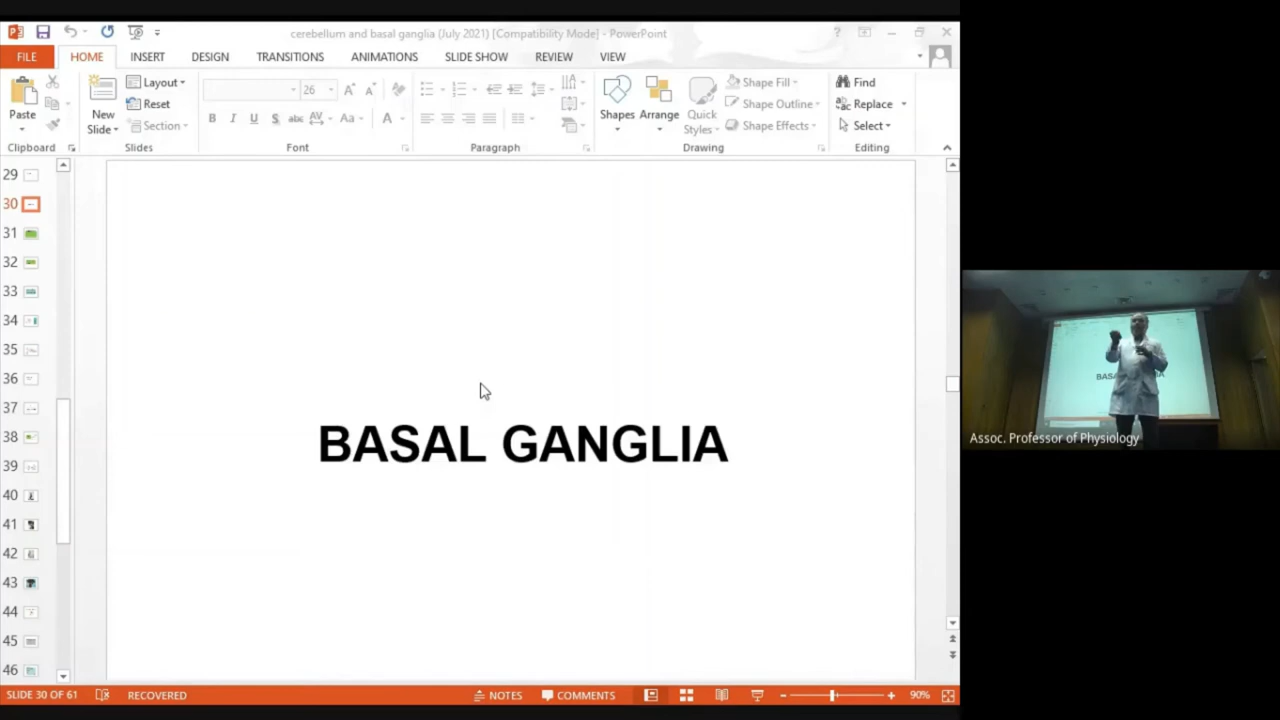 cerebellum and basal ganglia (July 2021) [Compatibility Mode] - PowerPoint
?
FILE HOME INSERT DESIGN TRANSITIONS ANIMATIONS SLIDE SHOW REVIEW VIEW
Paste
Clipboard
New
Slide
Layout
Reset
Section
Slides
26
B I U S abc AV Aa A
Font
Paragraph
Shapes
Arrange
Quick
Styles
Shape Fill
Shape Outline
Shape Effects
Drawing
Find
Replace
Select
Editing
29
30
31
32
33
34
35
36
37
38
39
40
41
42
43
44
45
46
BASAL GANGLIA
Assoc. Professor of Physiology
SLIDE 30 OF 61 RECOVERED NOTES COMMENTS 90%